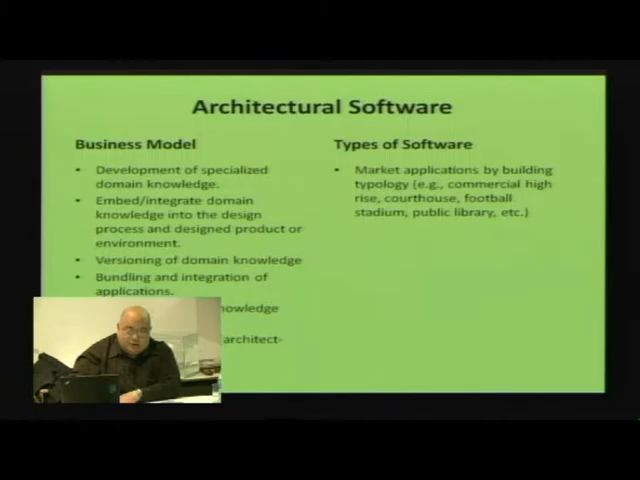 Architectural Software
Business Model
• Development of specialized
domain knowledge.
• Embed/integrate domain
knowledge into the design
process and designed product or
environment.
• Versioning of domain knowledge
• Bundling and integration of
applications.
architect-
Types of Software
• Market applications by building
typology (e.g., commercial high
rise, courthouse, football
stadium, public library, etc.)